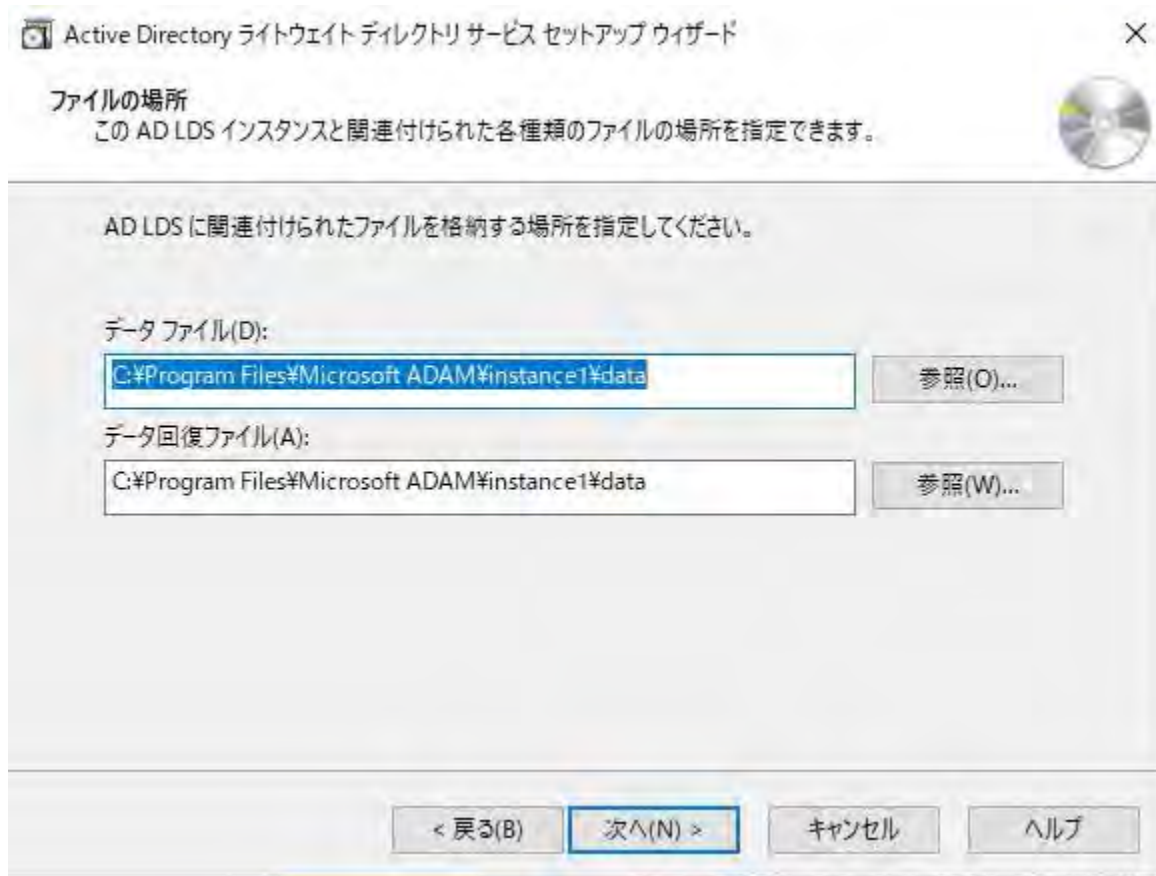 Active Directory ライトウェイト ディレクトリ サービス セットアップ ウィザード
ファイルの場所
この AD LDS インスタンスと関連付けられた各種類のファイルの場所を指定できます。
AD LDS に関連付けられたファイルを格納する場所を指定してください。
データ ファイル(D):
C:¥Program Files¥Microsoft ADAM¥instance1¥data
参照(O)...
データ回復ファイル(A):
C:¥Program Files¥Microsoft ADAM¥instance1¥data
参照(W)...
< 戻る(B) 次へ(N) > キャンセル ヘルプ